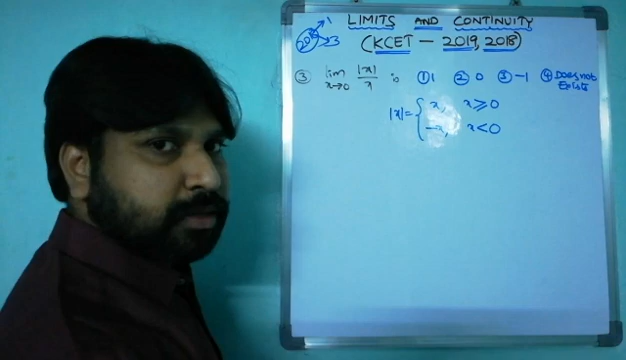 LIMITS AND CONTINUITY
(KCET - 2019, 2018)
③ lim x→0 |x|/x is ① 1 ② 0 ③ -1 ④ Does not Exists
|x| = { x, x ≥ 0
-x, x < 0